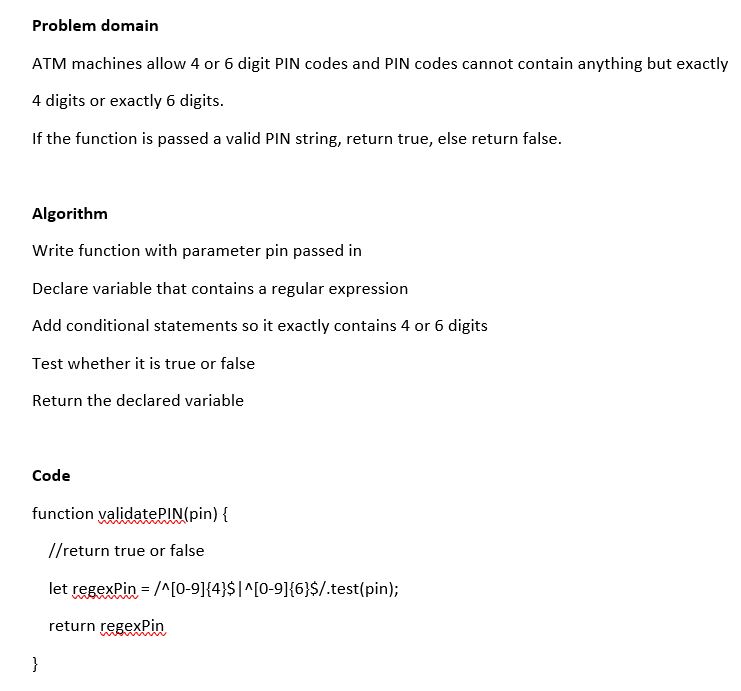 Problem domain
ATM machines allow 4 or 6 digit PIN codes and PIN codes cannot contain anything but exactly
4 digits or exactly 6 digits.
If the function is passed a valid PIN string, return true, else return false.
Algorithm
Write function with parameter pin passed in
Declare variable that contains a regular expression
Add conditional statements so it exactly contains 4 or 6 digits
Test whether it is true or false
Return the declared variable
Code
function validatePIN(pin) {
//return true or false
let regexPin = /^[0-9]{4}$|^[0-9]{6}$/.test(pin);
return regexPin
}